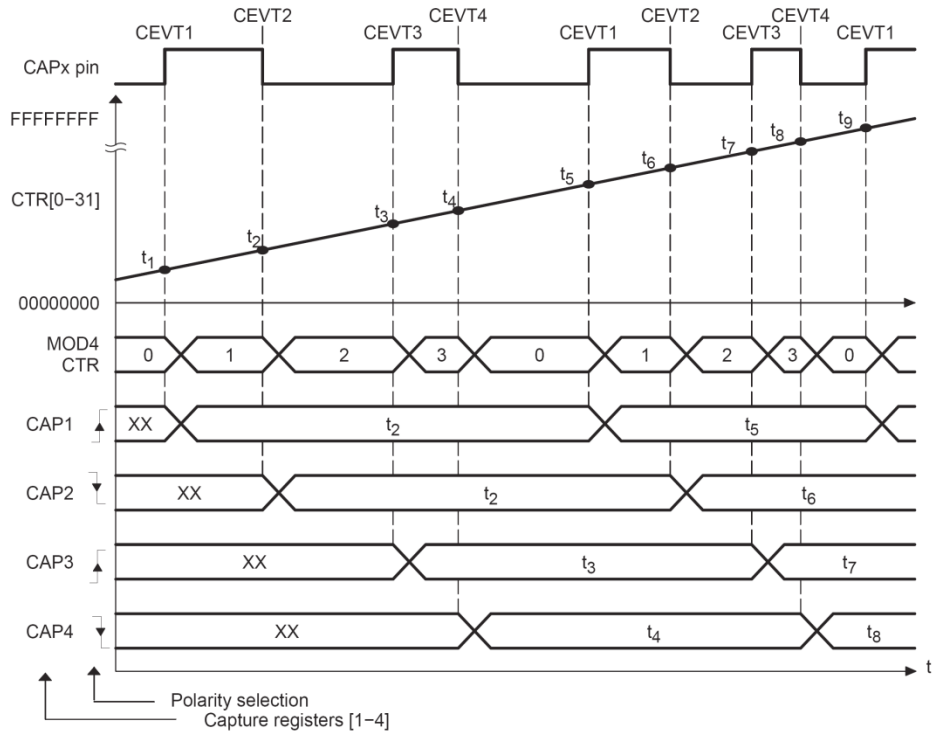 CEVT2 CEVT4 CEVT2 CEVT4
CEVT1 CEVT3 CEVT1 CEVT3 CEVT1
CAPx pin
FFFFFFFF
t9
t8
t7
t6
t5
CTR[0−31]
t4
t3
t2
t1
00000000
MOD4
CTR
0 1 2 3 0 1 2 3 0
CAP1 XX t2 t5
CAP2 XX t2 t6
CAP3 XX t3 t7
CAP4 XX t4 t8
t
Polarity selection
Capture registers [1−4]